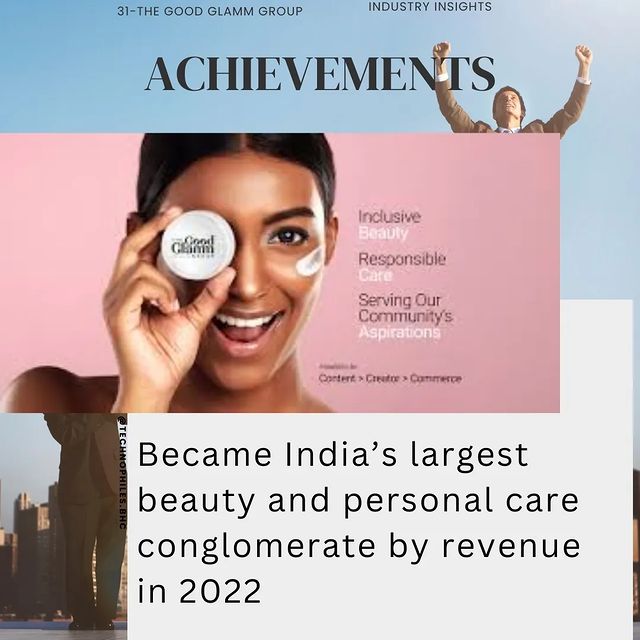 31-THE GOOD GLAMM GROUP
INDUSTRY INSIGHTS
ACHIEVEMENTS
Good
Glamm
Inclusive
Beauty
Responsible
Care
Serving Our
Community's
Aspirations
Content > Creator > Commerce
@TECHNOPHILES.BHC
Became India’s largest
beauty and personal care
conglomerate by revenue
in 2022